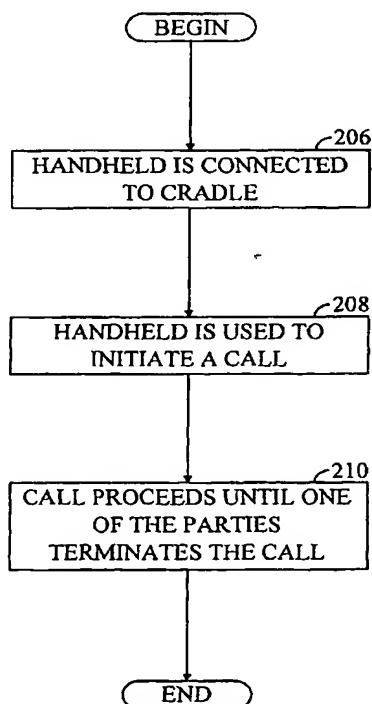 BEGIN
206
HANDHELD IS CONNECTED
TO CRADLE
208
HANDHELD IS USED TO
INITIATE A CALL
210
CALL PROCEEDS UNTIL ONE
OF THE PARTIES
TERMINATES THE CALL
END